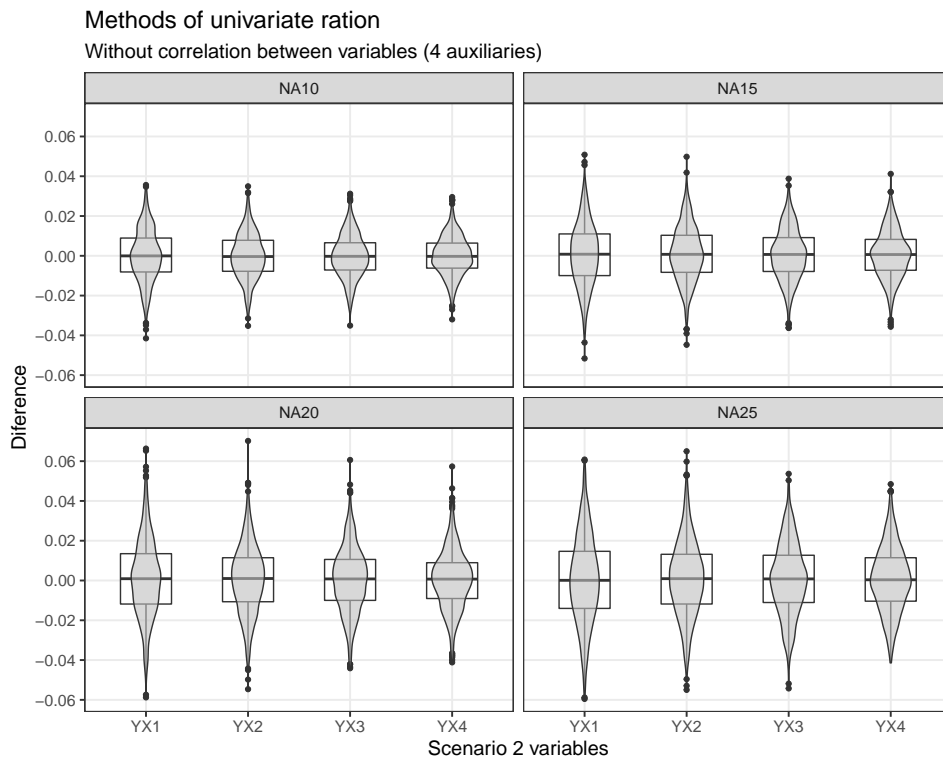 Methods of univariate ration
Without correlation between variables (4 auxiliaries)
NA10
NA15
0.06
0.04
0.02
0.00
−0.02
−0.04
−0.06
NA20
NA25
0.06
0.04
0.02
0.00
−0.02
−0.04
−0.06
Diference
YX1 YX2 YX3 YX4 YX1 YX2 YX3 YX4
Scenario 2 variables